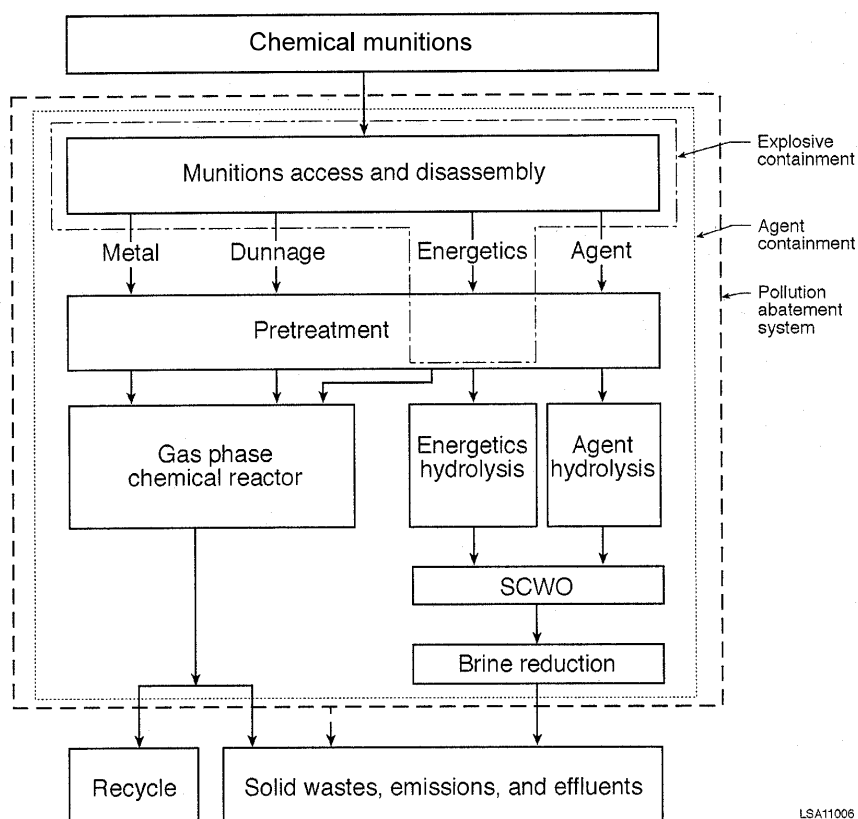 Chemical munitions
Explosive
containment
Munitions access and disassembly
Agent
containment
Metal
Dunnage
Energetics
Agent
Pollution
abatement
system
Pretreatment
Gas phase
chemical reactor
Energetics
hydrolysis
Agent
hydrolysis
SCWO
Brine reduction
Recycle
Solid wastes, emissions, and effluents
LSA11006